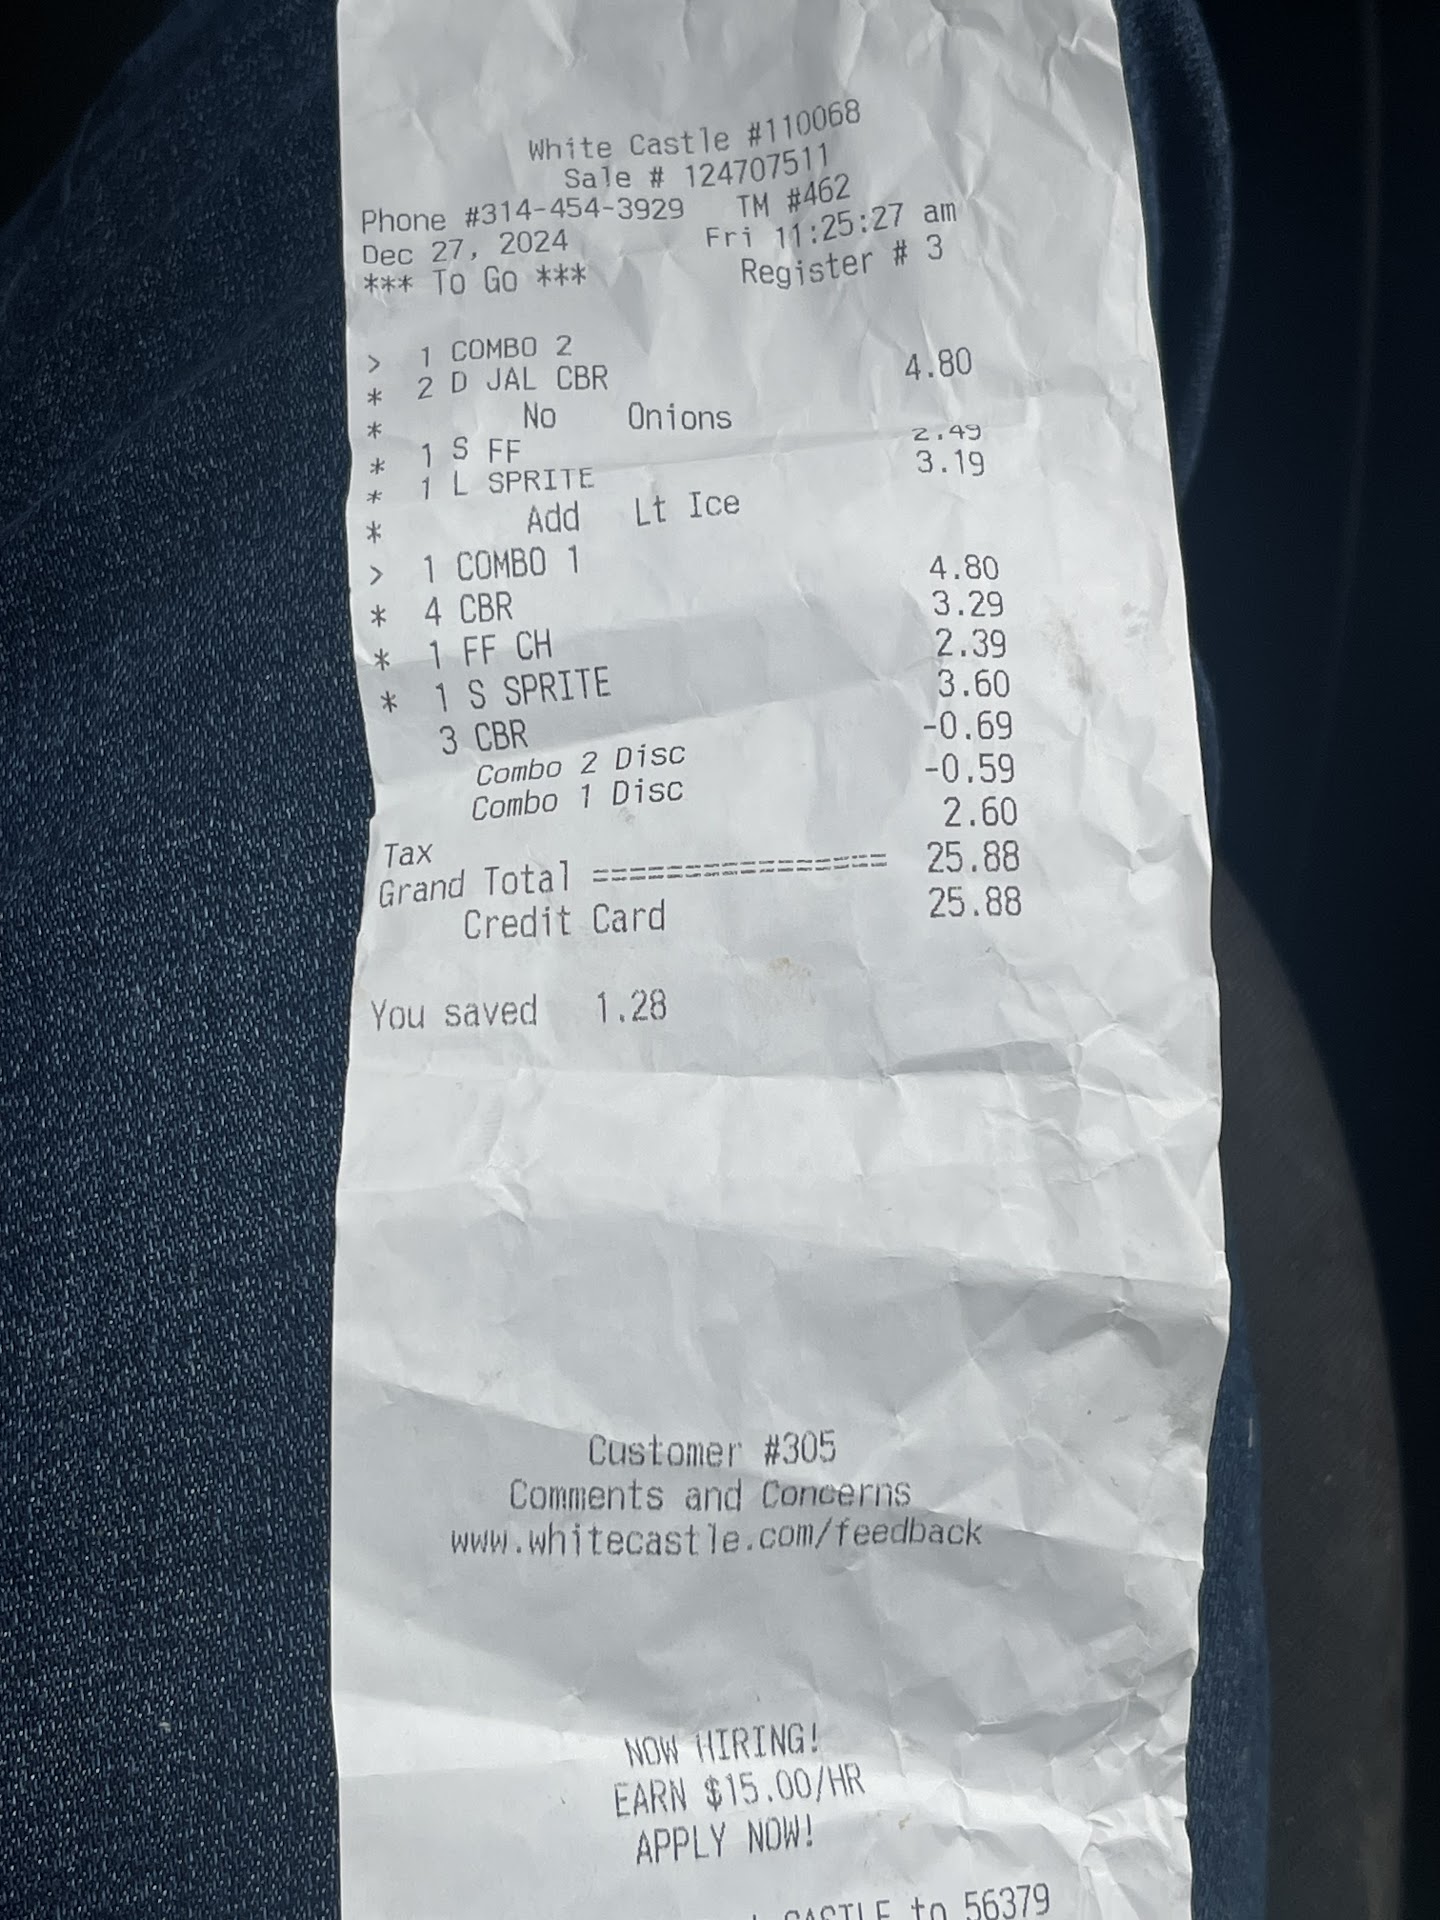 White Castle #110068
Sale # 124707511
Phone #314-454-3929 TM #462
Dec 27, 2024 Fri 11:25:27 am
*** To Go *** Register # 3
> 1 COMBO 2
* 2 D JAL CBR 4.80
* No Onions
* 1 S FF 2.49
* 1 L SPRITE 3.19
* Add Lt Ice
> 1 COMBO 1
* 4 CBR 4.80
* 1 FF CH 3.29
* 1 S SPRITE 2.39
3 CBR 3.60
Combo 2 Disc -0.69
Combo 1 Disc -0.59
Tax 2.60
Grand Total ================ 25.88
Credit Card 25.88
You saved 1.28
Customer #305
Comments and Concerns
www.whitecastle.com/feedback
NOW HIRING!
EARN $15.00/HR
APPLY NOW!
CASTLE to 56379